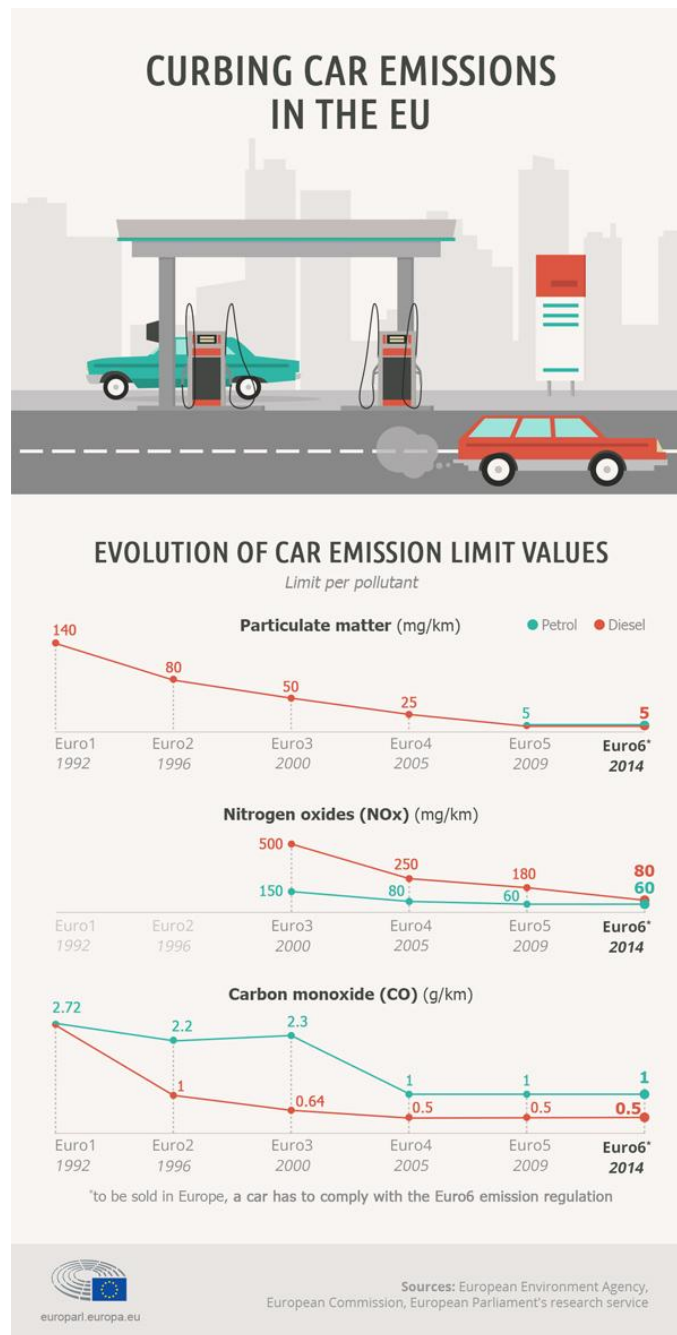 CURBING CAR EMISSIONS
IN THE EU
EVOLUTION OF CAR EMISSION LIMIT VALUES
Limit per pollutant
Particulate matter (mg/km)
Petrol Diesel
140
80
50
25
5
5
Euro1 Euro2 Euro3 Euro4 Euro5 Euro6*
1992 1996 2000 2005 2009 2014
Nitrogen oxides (NOx) (mg/km)
500
250
180
80
150
80
60
60
Euro1 Euro2 Euro3 Euro4 Euro5 Euro6*
1992 1996 2000 2005 2009 2014
Carbon monoxide (CO) (g/km)
2.72
2.2
2.3
1
1
1
1
0.64
0.5
0.5
0.5
Euro1 Euro2 Euro3 Euro4 Euro5 Euro6*
1992 1996 2000 2005 2009 2014
*to be sold in Europe, a car has to comply with the Euro6 emission regulation
europarl.europa.eu
Sources: European Environment Agency,
European Commission, European Parliament's research service